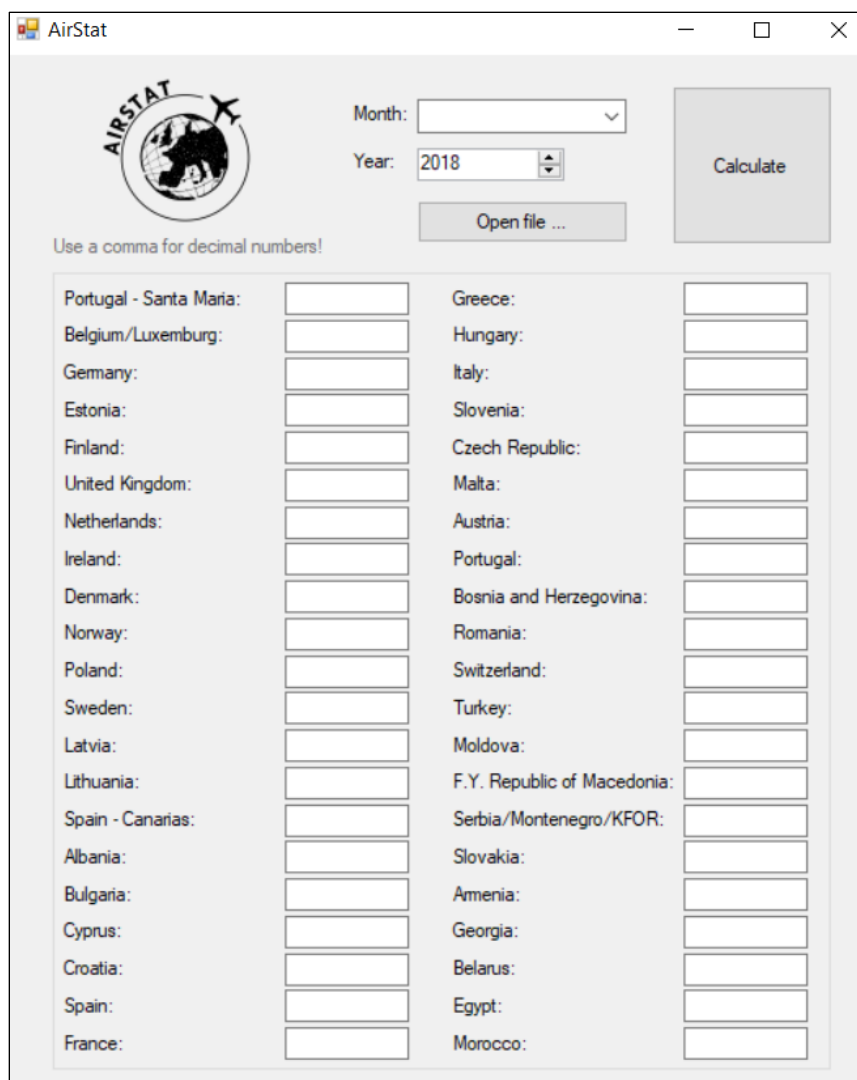 AirStat
AIRSTAT
Month:
Year: 2018
Calculate
Open file ...
Use a comma for decimal numbers!
Portugal - Santa Maria:
Belgium/Luxemburg:
Germany:
Estonia:
Finland:
United Kingdom:
Netherlands:
Ireland:
Denmark:
Norway:
Poland:
Sweden:
Latvia:
Lithuania:
Spain - Canarias:
Albania:
Bulgaria:
Cyprus:
Croatia:
Spain:
France:
Greece:
Hungary:
Italy:
Slovenia:
Czech Republic:
Malta:
Austria:
Portugal:
Bosnia and Herzegovina:
Romania:
Switzerland:
Turkey:
Moldova:
F.Y. Republic of Macedonia:
Serbia/Montenegro/KFOR:
Slovakia:
Armenia:
Georgia:
Belarus:
Egypt:
Morocco: